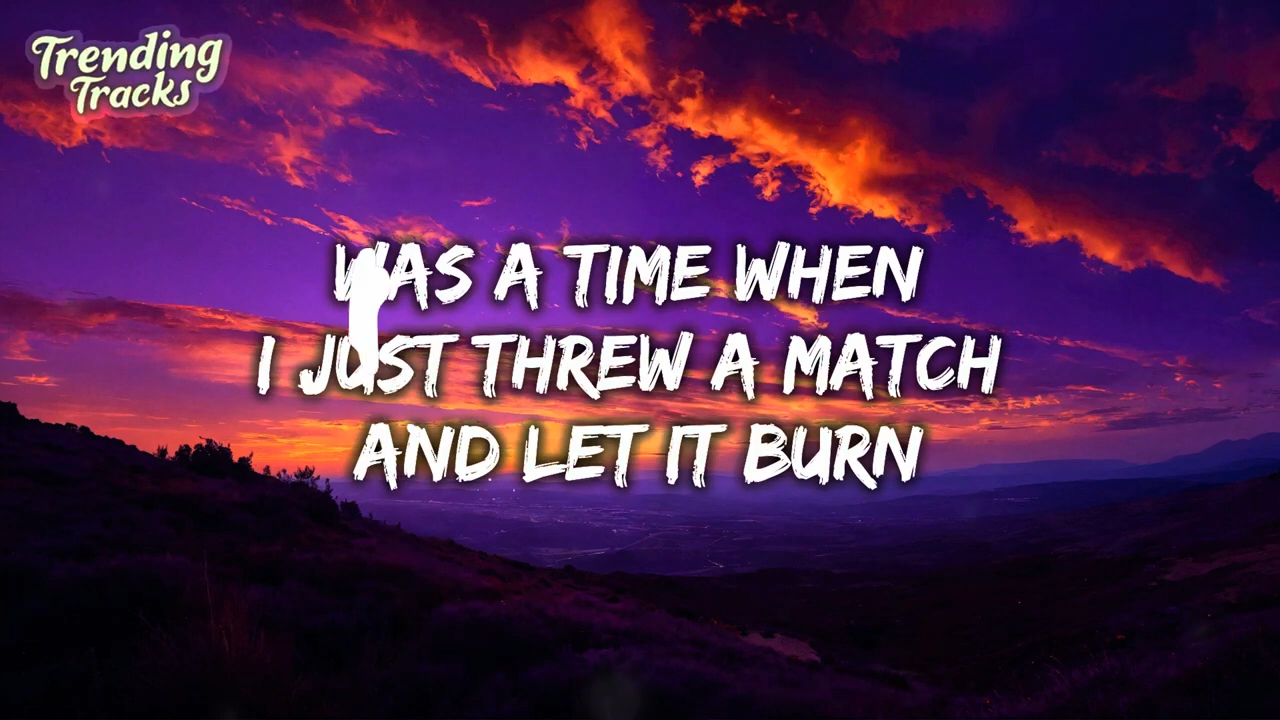 Trending
Tracks
WAS A TIME WHEN
I JUST THREW A MATCH
AND LET IT BURN